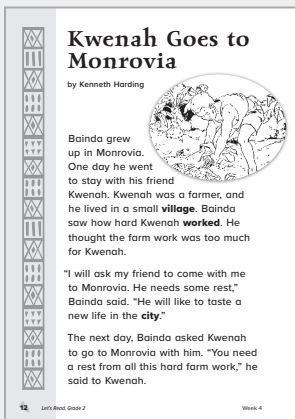 Kwenah Goes to
Monrovia
by Kenneth Harding
Bainda grew
up in Monrovia.
One day he went
to stay with his friend
Kwenah. Kwenah was a farmer, and
he lived in a small village. Bainda
saw how hard Kwenah worked. He
thought the farm work was too much
for Kwenah.
“I will ask my friend to come with me
to Monrovia. He needs some rest,”
Bainda said. “He will like to taste a
new life in the city.”
The next day, Bainda asked Kwenah
to go to Monrovia with him. “You need
a rest from all this hard farm work,” he
said to Kwenah.
12 Let's Read, Grade 2 Week 4